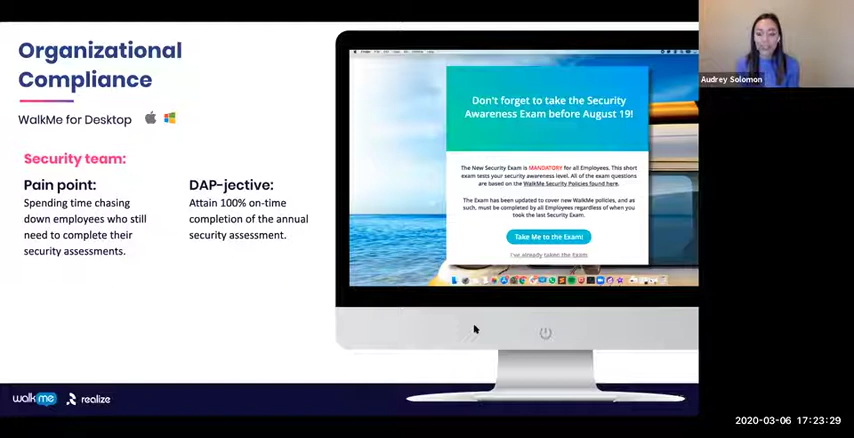 Organizational
Compliance
WalkMe for Desktop
Security team:
Pain point:
Spending time chasing
down employees who still
need to complete their
security assessments.
DAP-jective:
Attain 100% on-time
completion of the annual
security assessment.
Don't forget to take the Security
Awareness Exam before August 19!
The New Security Exam is MANDATORY for all Employees. This short
exam tests your security awareness level. All of the exam questions
are based on the WalkMe Security Policies found here.
The Exam has been updated to cover new WalkMe policies, and as
such, must be completed by all Employees regardless of when you
took the last Security Exam.
Take Me to the Exam!
I've already taken the Exam
walkme realize
Audrey Solomon
2020-03-06 17:23:29